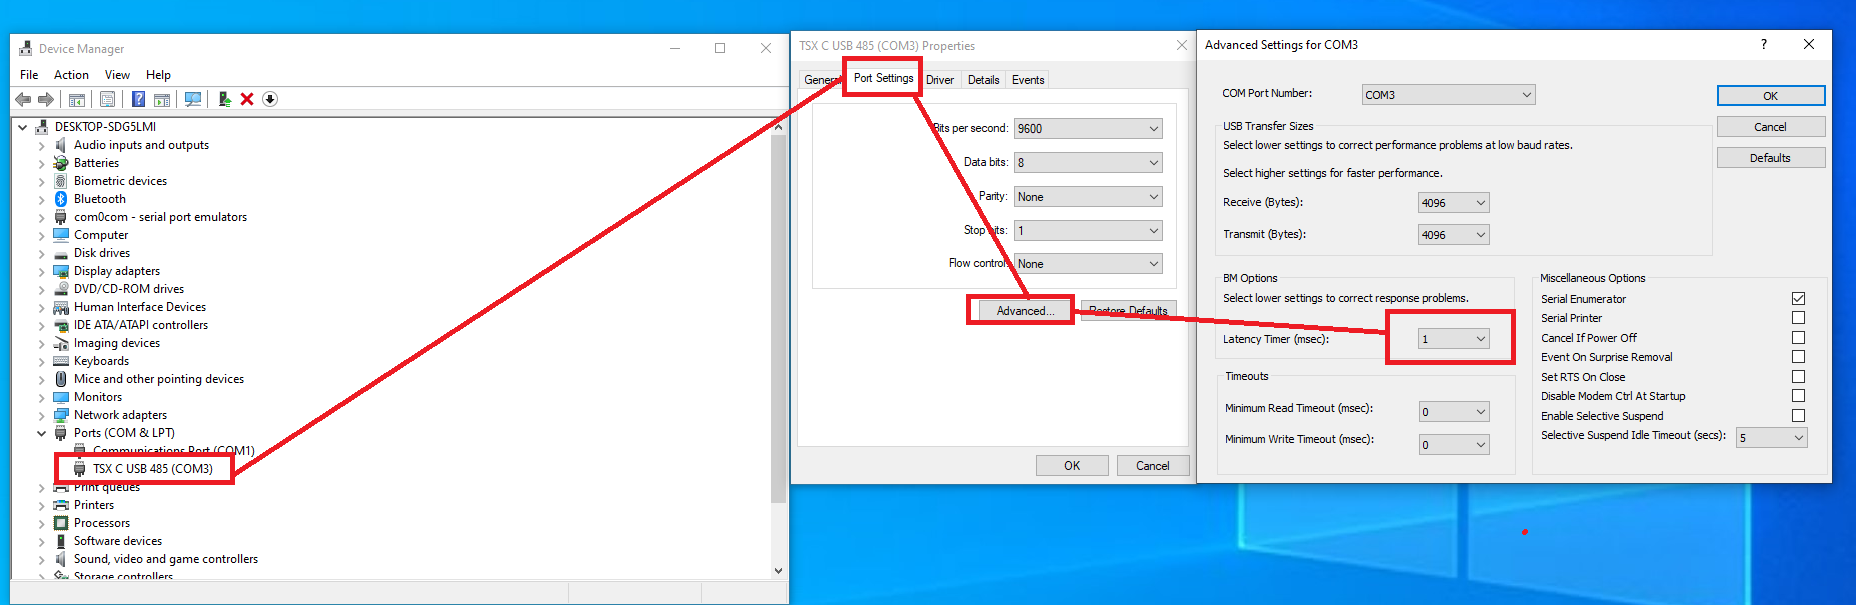 Device Manager
File Action View Help
DESKTOP-SDG5LMI
Audio inputs and outputs
Batteries
Biometric devices
Bluetooth
com0com - serial port emulators
Computer
Disk drives
Display adapters
DVD/CD-ROM drives
Human Interface Devices
IDE ATA/ATAPI controllers
Imaging devices
Keyboards
Mice and other pointing devices
Monitors
Network adapters
Ports (COM & LPT)
Communications Port (COM1)
TSX C USB 485 (COM3)
Print queues
Printers
Processors
Software devices
Sound, video and game controllers
Storage controllers
TSX C USB 485 (COM3) Properties
General Port Settings Driver Details Events
Bits per second: 9600
Data bits: 8
Parity: None
Stop bits: 1
Flow control: None
Advanced... Restore Defaults
OK Cancel
Advanced Settings for COM3 ?
COM Port Number: COM3
OK
Cancel
Defaults
USB Transfer Sizes
Select lower settings to correct performance problems at low baud rates.
Select higher settings for faster performance.
Receive (Bytes): 4096
Transmit (Bytes): 4096
BM Options
Select lower settings to correct response problems.
Latency Timer (msec): 1
Timeouts
Minimum Read Timeout (msec): 0
Minimum Write Timeout (msec): 0
Miscellaneous Options
Serial Enumerator
Serial Printer
Cancel If Power Off
Event On Surprise Removal
Set RTS On Close
Disable Modem Ctrl At Startup
Enable Selective Suspend
Selective Suspend Idle Timeout (secs): 5